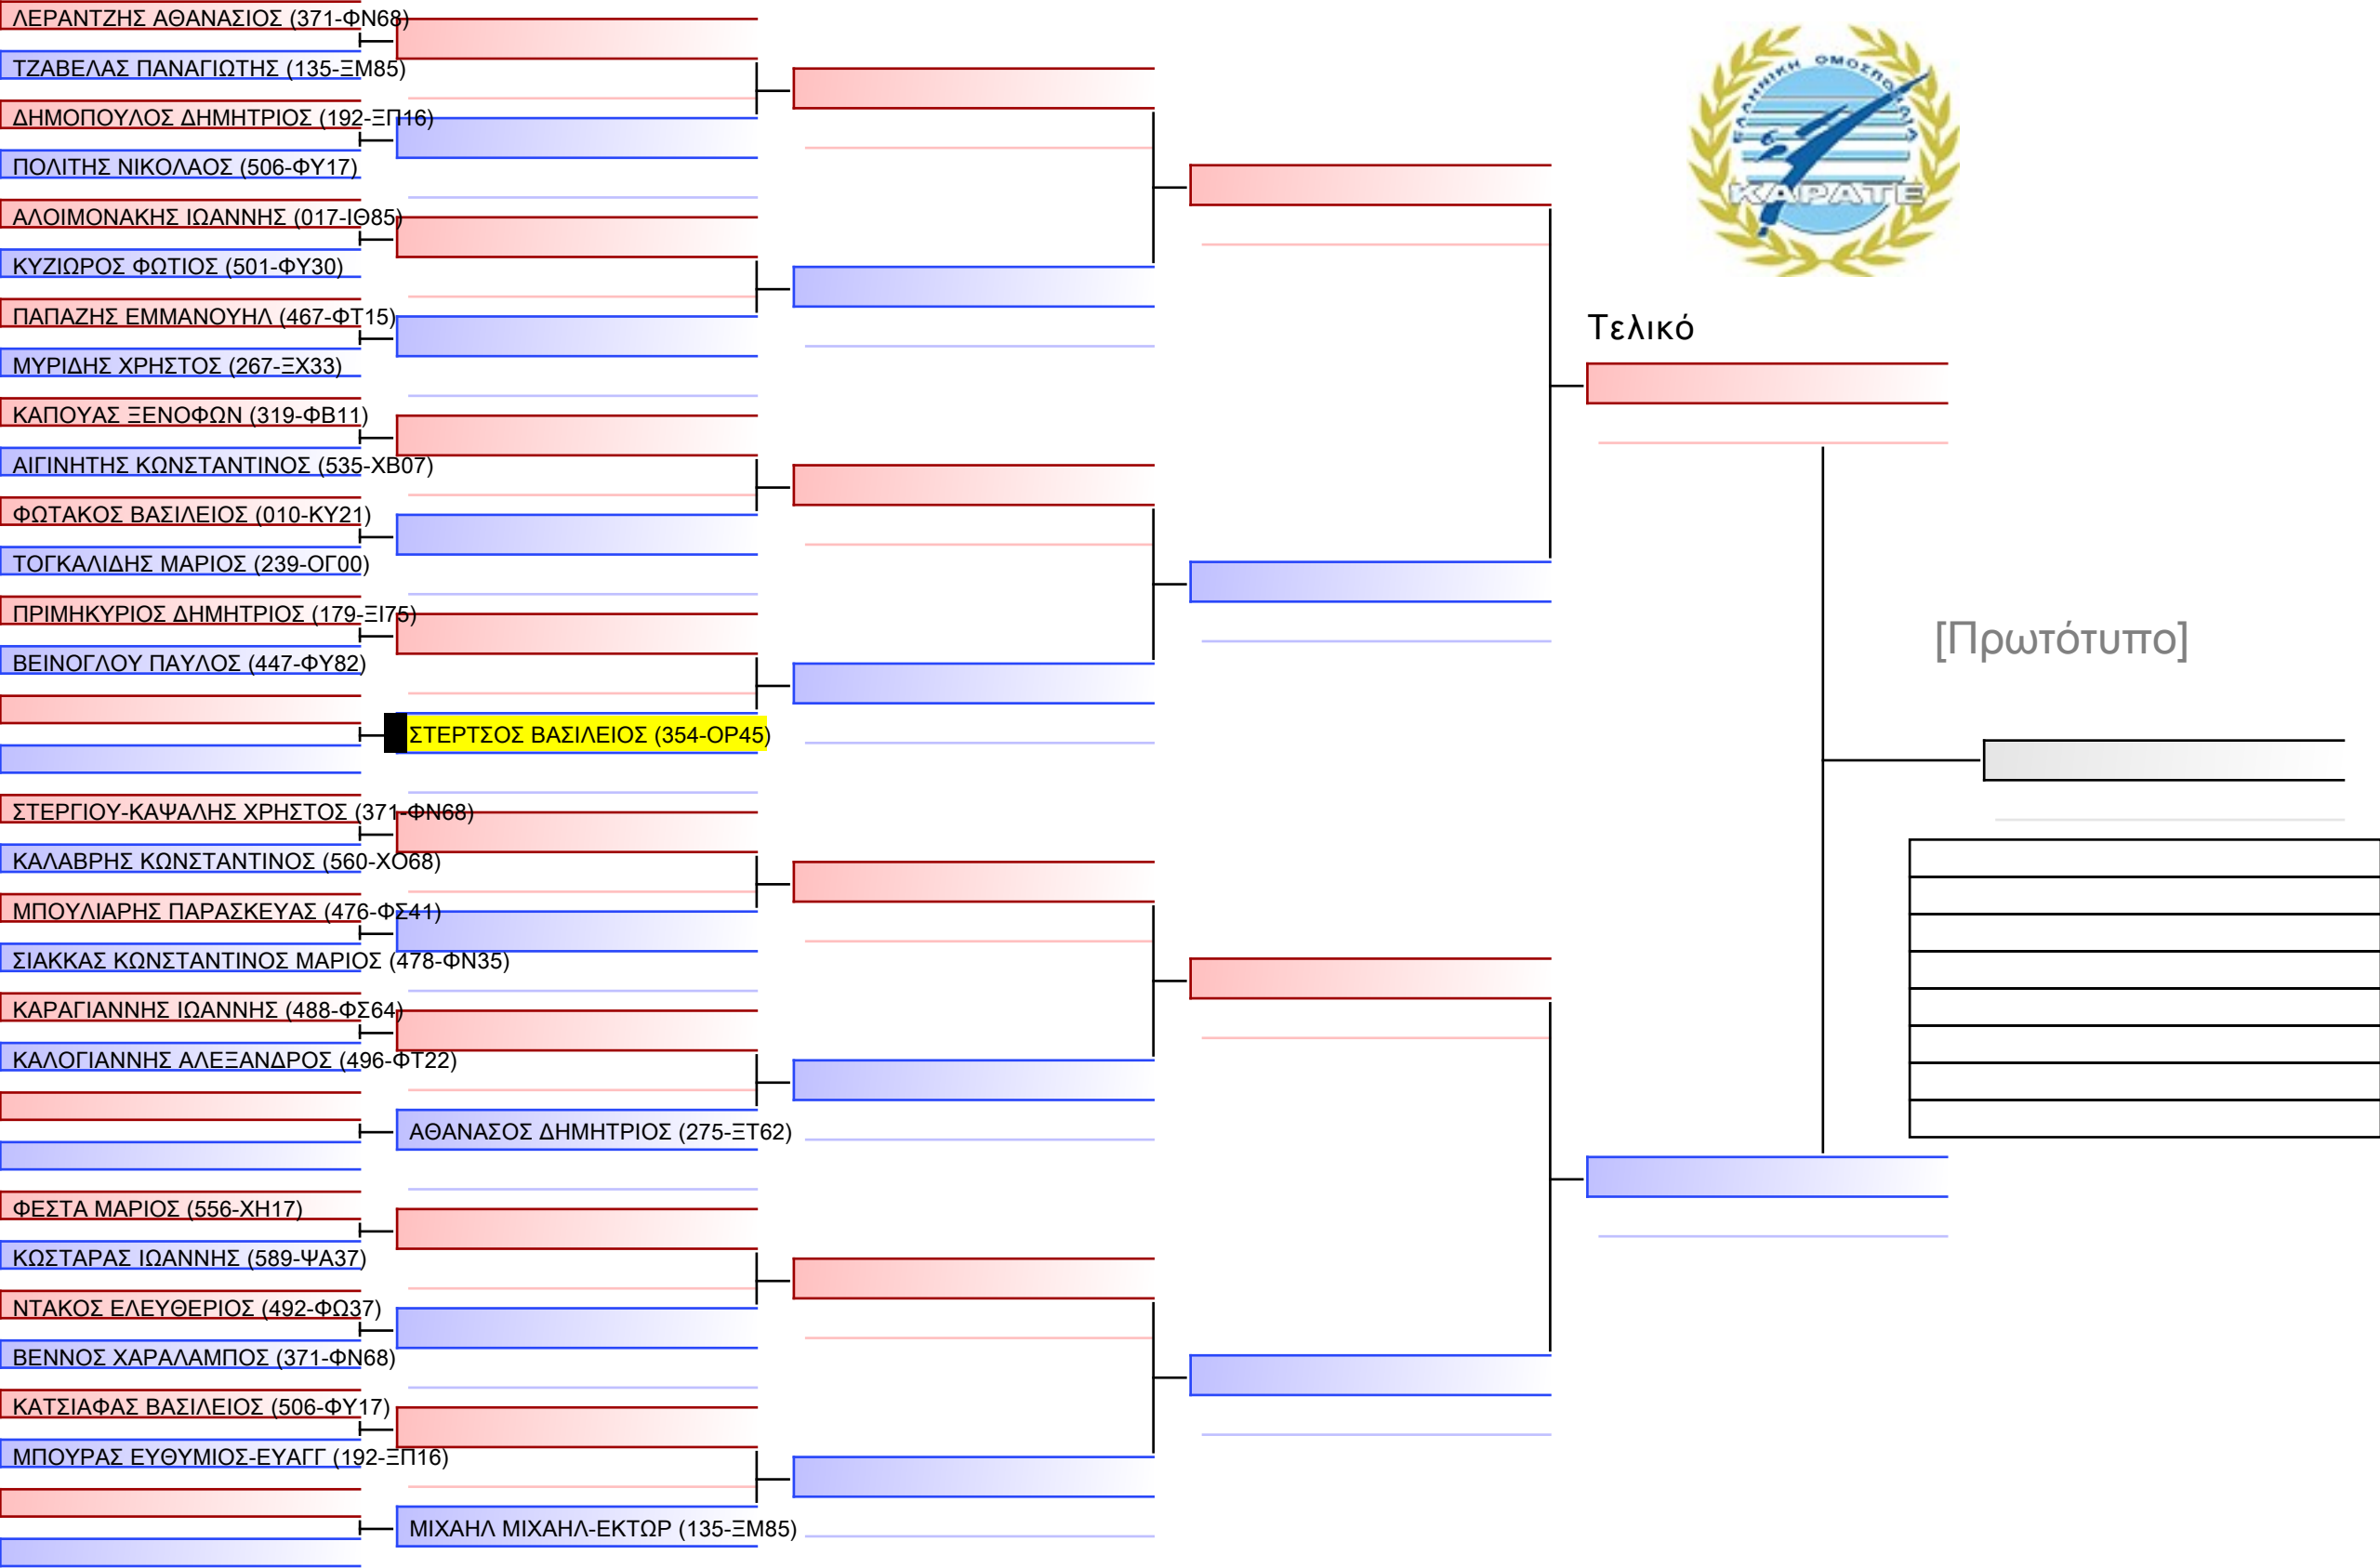 ΛΕΡΑΝΤΖΗΣ ΑΘΑΝΑΣΙΟΣ (371-ΦΝ68)
ΤΖΑΒΕΛΑΣ ΠΑΝΑΓΙΩΤΗΣ (135-ΞΜ85)
ΔΗΜΟΠΟΥΛΟΣ ΔΗΜΗΤΡΙΟΣ (192-ΞΠ16)
ΠΟΛΙΤΗΣ ΝΙΚΟΛΑΟΣ (506-ΦΥ17)
ΑΛΟΙΜΟΝΑΚΗΣ ΙΩΑΝΝΗΣ (017-ΙΘ85)
ΚΥΖΙΩΡΟΣ ΦΩΤΙΟΣ (501-ΦΥ30)
ΠΑΠΑΖΗΣ ΕΜΜΑΝΟΥΗΛ (467-ΦΤ15)
ΜΥΡΙΔΗΣ ΧΡΗΣΤΟΣ (267-ΞΧ33)
ΚΑΠΟΥΑΣ ΞΕΝΟΦΩΝ (319-ΦΒ11)
ΑΙΓΙΝΗΤΗΣ ΚΩΝΣΤΑΝΤΙΝΟΣ (535-ΧΒ07)
ΦΩΤΑΚΟΣ ΒΑΣΙΛΕΙΟΣ (010-ΚΥ21)
ΤΟΓΚΑΛΙΔΗΣ ΜΑΡΙΟΣ (239-ΟΓ00)
ΠΡΙΜΗΚΥΡΙΟΣ ΔΗΜΗΤΡΙΟΣ (179-ΞΙ75)
ΒΕΙΝΟΓΛΟΥ ΠΑΥΛΟΣ (447-ΦΥ82)
ΣΤΕΡΤΣΟΣ ΒΑΣΙΛΕΙΟΣ (354-ΟΡ45)
ΣΤΕΡΓΙΟΥ-ΚΑΨΑΛΗΣ ΧΡΗΣΤΟΣ (371-ΦΝ68)
ΚΑΛΑΒΡΗΣ ΚΩΝΣΤΑΝΤΙΝΟΣ (560-ΧΟ68)
ΜΠΟΥΛΙΑΡΗΣ ΠΑΡΑΣΚΕΥΑΣ (476-ΦΣ41)
ΣΙΑΚΚΑΣ ΚΩΝΣΤΑΝΤΙΝΟΣ ΜΑΡΙΟΣ (478-ΦΝ35)
ΚΑΡΑΓΙΑΝΝΗΣ ΙΩΑΝΝΗΣ (488-ΦΣ64)
ΚΑΛΟΓΙΑΝΝΗΣ ΑΛΕΞΑΝΔΡΟΣ (496-ΦΤ22)
ΑΘΑΝΑΣΟΣ ΔΗΜΗΤΡΙΟΣ (275-ΞΤ62)
ΦΕΣΤΑ ΜΑΡΙΟΣ (556-ΧΗ17)
ΚΩΣΤΑΡΑΣ ΙΩΑΝΝΗΣ (589-ΨΑ37)
ΝΤΑΚΟΣ ΕΛΕΥΘΕΡΙΟΣ (492-ΦΩ37)
ΒΕΝΝΟΣ ΧΑΡΑΛΑΜΠΟΣ (371-ΦΝ68)
ΚΑΤΣΙΑΦΑΣ ΒΑΣΙΛΕΙΟΣ (506-ΦΥ17)
ΜΠΟΥΡΑΣ ΕΥΘΥΜΙΟΣ-ΕΥΑΓΓ (192-ΞΠ16)
ΜΙΧΑΗΛ ΜΙΧΑΗΛ-ΕΚΤΩΡ (135-ΞΜ85)
ΕΛΛΗΝΙΚΗ ΟΜΟΣΠΟΝΔΙΑ
ΚΑΡΑΤΕ
Τελικό
[Πρωτότυπο]